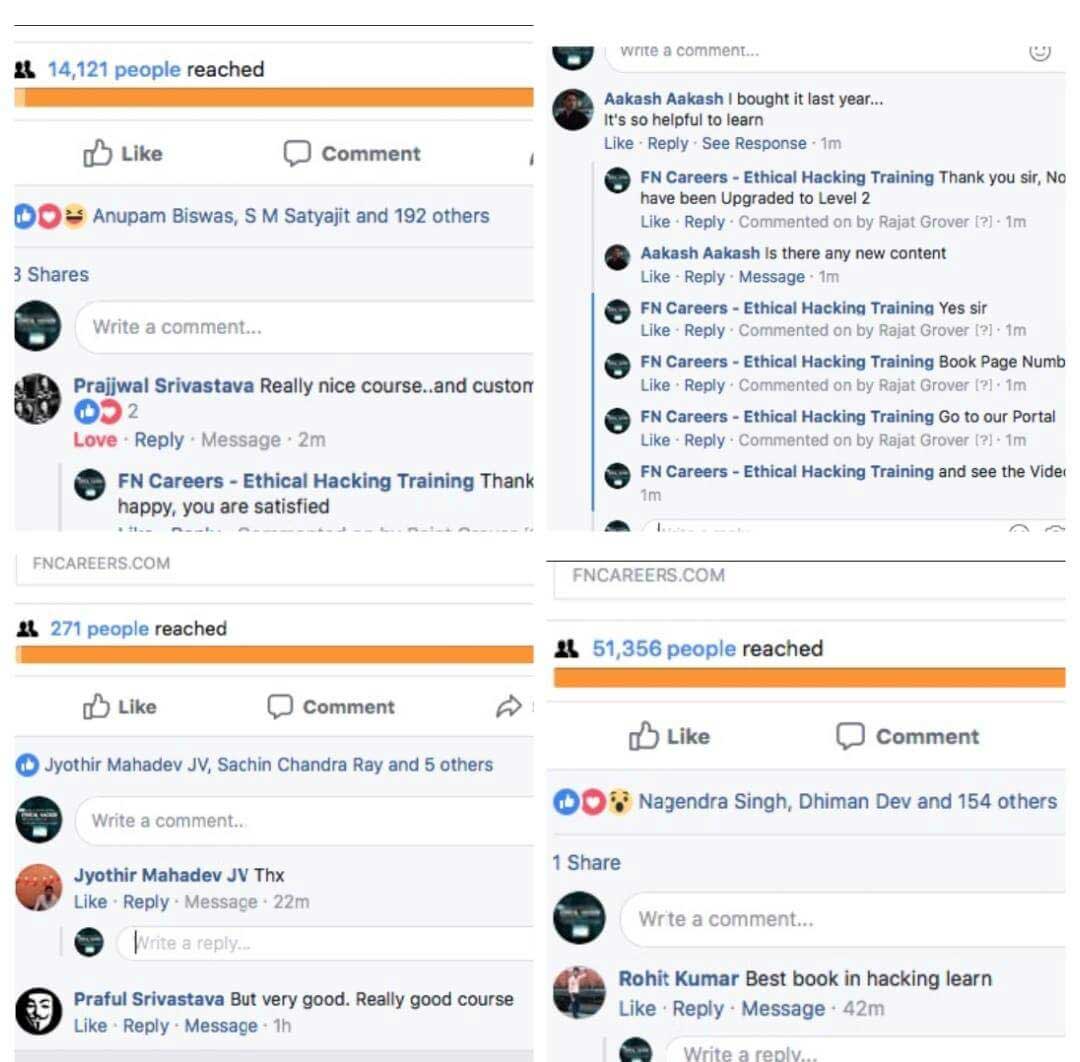 14,121 people reached
Like Comment
Anupam Biswas, S M Satyajit and 192 others
3 Shares
Write a comment...
Prajjwal Srivastava Really nice course..and custom
2
Love · Reply · Message · 2m
FN Careers - Ethical Hacking Training Thank
happy, you are satisfied
Write a comment...
Aakash Aakash I bought it last year...
It's so helpful to learn
Like · Reply · See Response · 1m
FN Careers - Ethical Hacking Training Thank you sir, No
have been Upgraded to Level 2
Like · Reply · Commented on by Rajat Grover [?] · 1m
Aakash Aakash Is there any new content
Like · Reply · Message · 1m
FN Careers - Ethical Hacking Training Yes sir
Like · Reply · Commented on by Rajat Grover [?] · 1m
FN Careers - Ethical Hacking Training Book Page Numb
Like · Reply · Commented on by Rajat Grover [?] · 1m
FN Careers - Ethical Hacking Training Go to our Portal
Like · Reply · Commented on by Rajat Grover [?] · 1m
FN Careers - Ethical Hacking Training and see the Vide
1m
FNCAREERS.COM
271 people reached
Like Comment
Jyothir Mahadev JV, Sachin Chandra Ray and 5 others
Write a comment..
Jyothir Mahadev JV Thx
Like · Reply · Message · 22m
Write a reply...
Praful Srivastava But very good. Really good course
Like · Reply · Message · 1h
FNCAREERS.COM
51,356 people reached
Like Comment
Nagendra Singh, Dhiman Dev and 154 others
1 Share
Write a comment...
Rohit Kumar Best book in hacking learn
Like · Reply · Message · 42m
Write a reply...